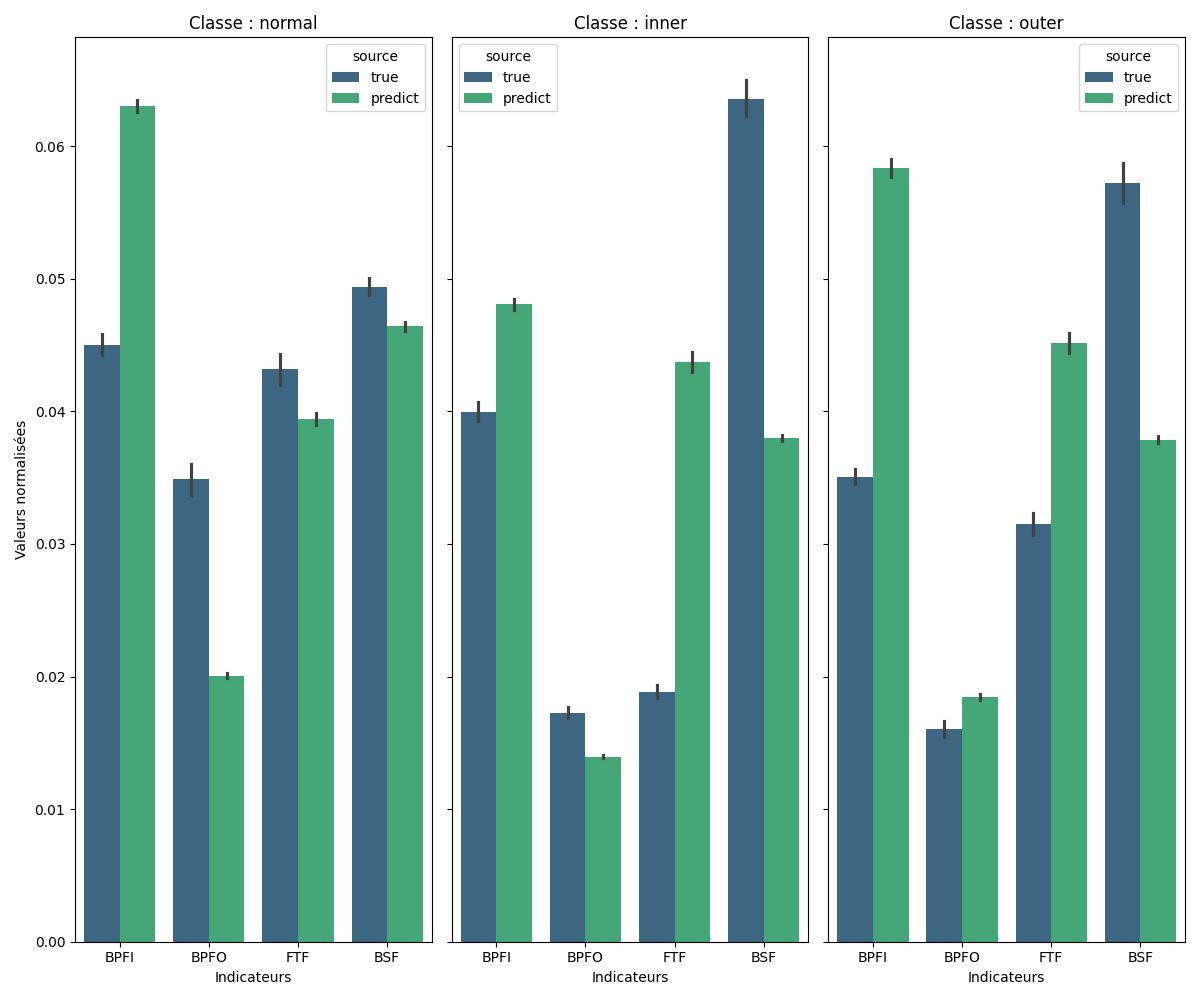 Classe : normal
Classe : inner
Classe : outer
source
true
predict
source
true
predict
source
true
predict
Valeurs normalisées
0.06
0.05
0.04
0.03
0.02
0.01
0.00
BPFI BPFO FTF BSF
BPFI BPFO FTF BSF
BPFI BPFO FTF BSF
Indicateurs
Indicateurs
Indicateurs